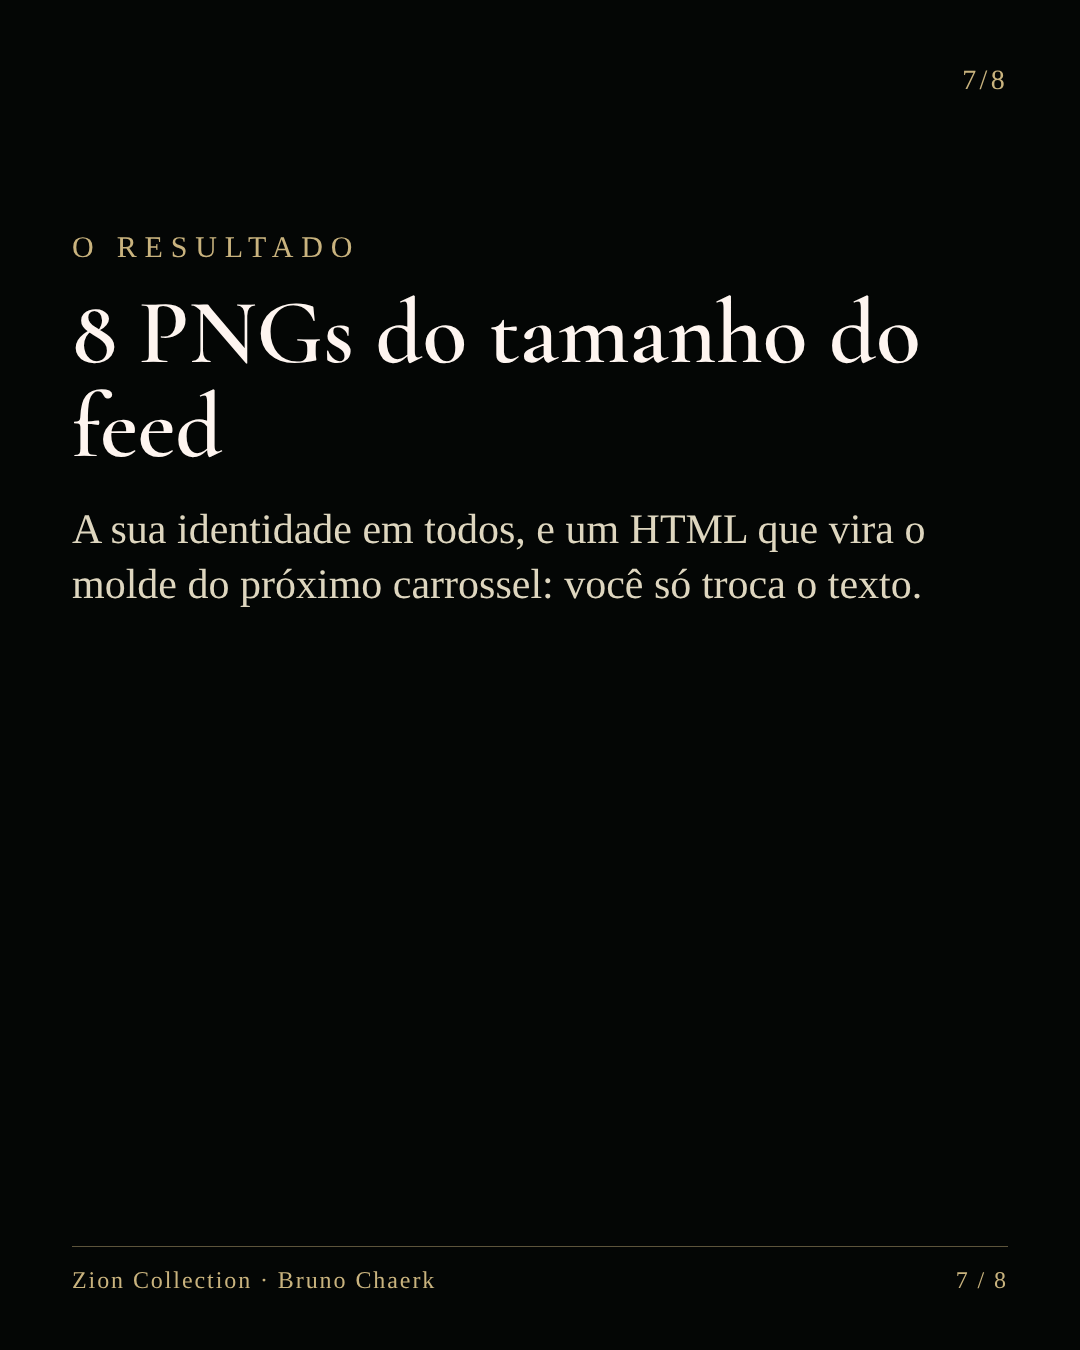 7/8
O RESULTADO
8 PNGs do tamanho do
feed
A sua identidade em todos, e um HTML que vira o
molde do próximo carrossel: você só troca o texto.
Zion Collection · Bruno Chaerk
7 / 8